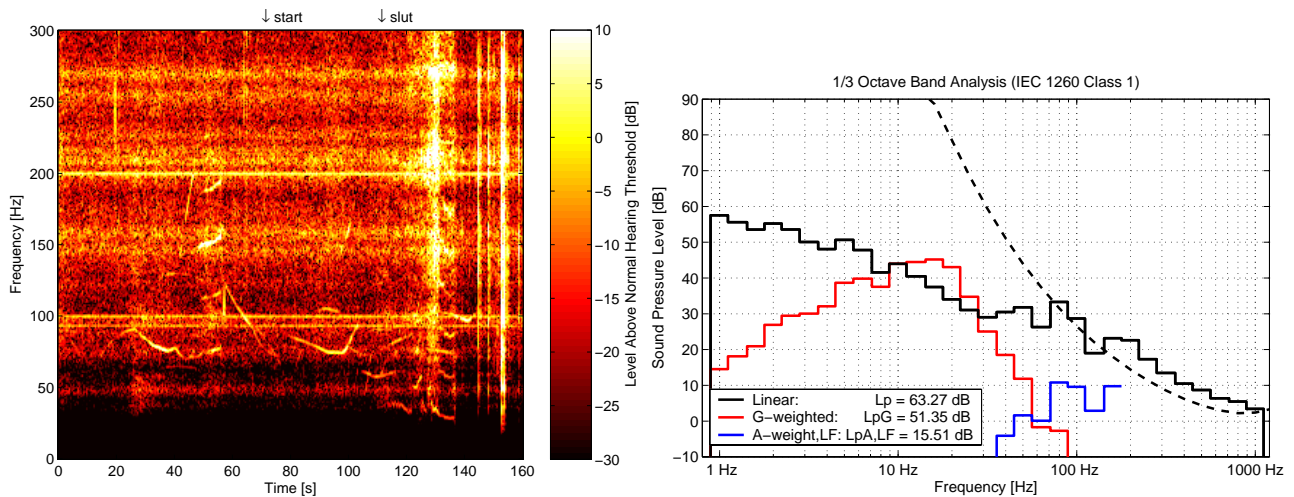 ↓ start
↓ slut
300
250
200
150
100
50
0
Frequency [Hz]
0 20 40 60 80 100 120 140 160
Time [s]
10
5
0
−5
−10
−15
−20
−25
−30
Level Above Normal Hearing Threshold [dB]
1/3 Octave Band Analysis (IEC 1260 Class 1)
90
80
70
60
50
40
30
20
10
0
−10
Sound Pressure Level [dB]
Linear: Lp = 63.27 dB
G−weighted: LpG = 51.35 dB
A−weight,LF: LpA,LF = 15.51 dB
1 Hz 10 Hz 100 Hz 1000 Hz
Frequency [Hz]